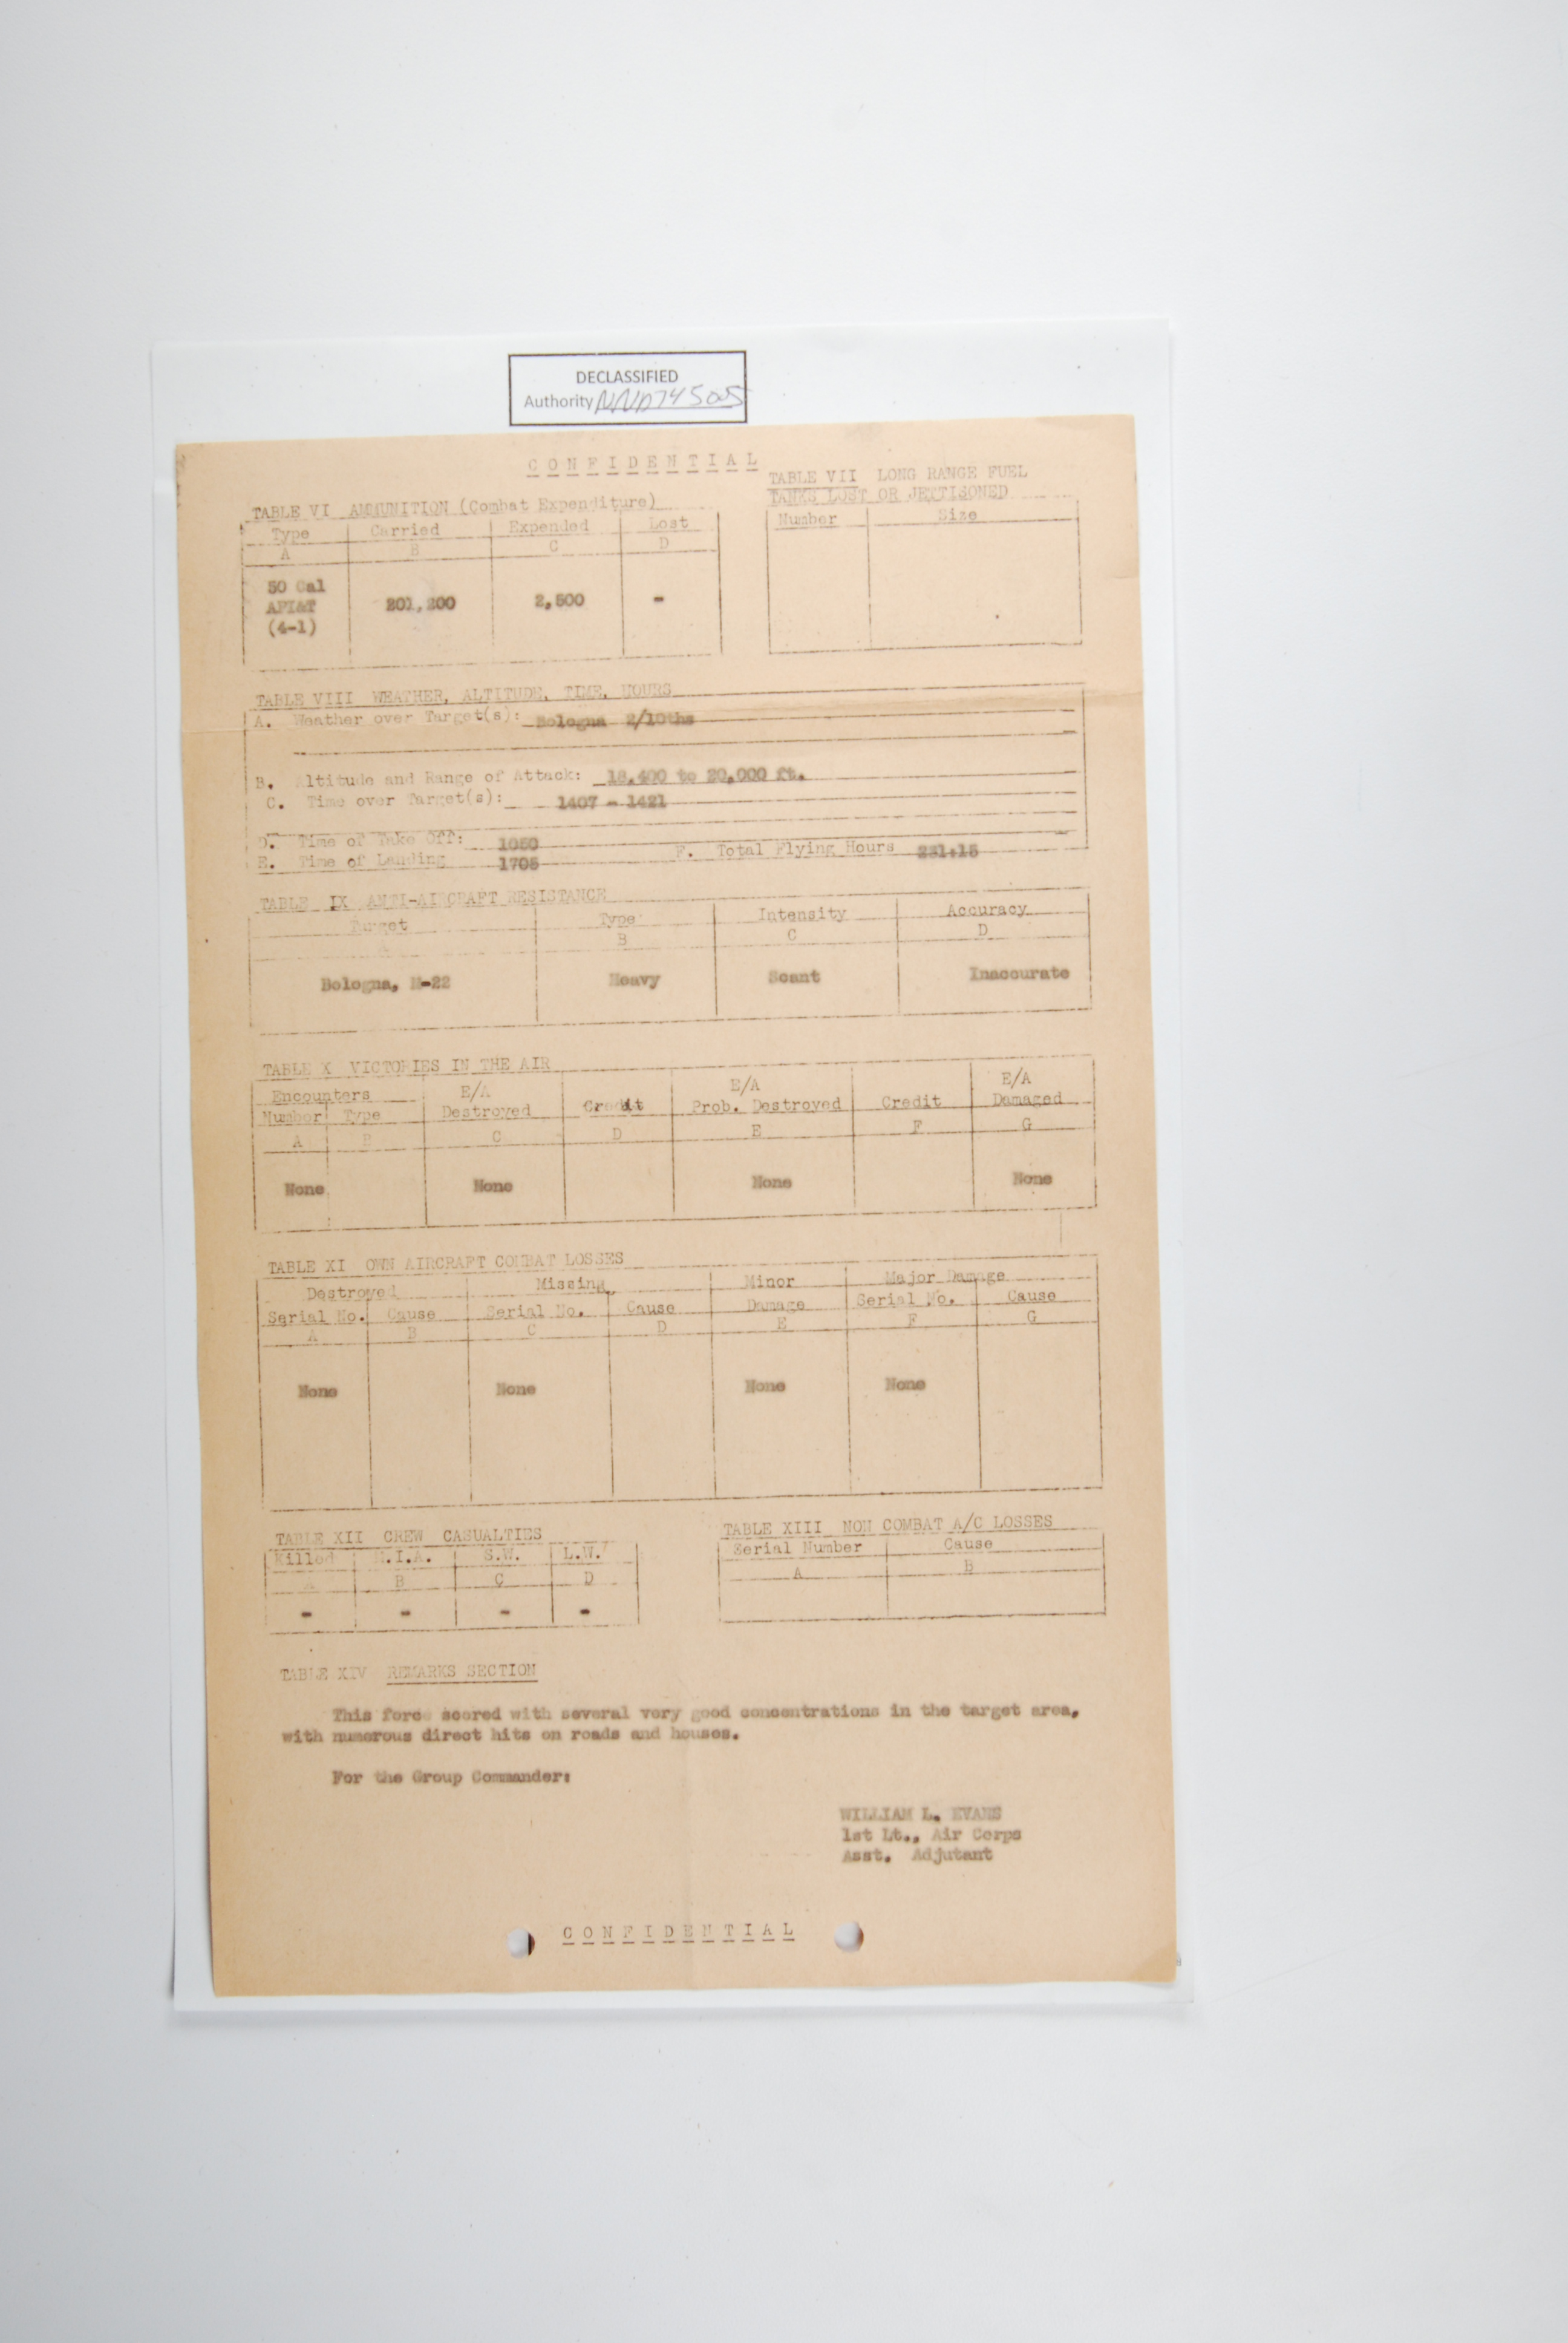 DECLASSIFIED
Authority NND745005
CONFIDENTIAL
TABLE VII LONG RANGE FUEL
TANKS LOST OR JETTISONED
Number Size
TABLE VI AMMUNITION (Combat Expenditure)
Type Carried Expended Lost
A B C D
50 Cal
API&T 201,200 2,500 -
(4-1)
TABLE VIII WEATHER, ALTITUDE, TIME, HOURS
A. Weather over Target(s): Bologna 2/10ths
B. Altitude and Range of Attack: 18,400 to 20,000 ft.
C. Time over Target(s): 1407 - 1421
D. Time of Take Off: 1050
E. Time of Landing 1705 F. Total Flying Hours 231:15
TABLE IX ANTI-AIRCRAFT RESISTANCE
Target Type Intensity Accuracy
B C D
Bologna, M-22 Heavy Scant Inaccurate
TABLE X VICTORIES IN THE AIR
Encounters E/A E/A E/A
Number Type Destroyed Credit Prob. Destroyed Credit Damaged
A B C D E F G
None None None None
TABLE XI OWN AIRCRAFT COMBAT LOSSES
Destroyed Missing Minor Major Damage
Serial No. Cause Serial No. Cause Damage Serial No. Cause
A B C D E F G
None None None None
TABLE XII CREW CASUALTIES
Killed M.I.A. S.W. L.W.
A B C D
- - - -
TABLE XIII NON COMBAT A/C LOSSES
Serial Number Cause
A B
TABLE XIV REMARKS SECTION
This force scored with several very good concentrations in the target area,
with numerous direct hits on roads and houses.
For the Group Commander:
WILLIAM L. EVANS
1st Lt., Air Corps
Asst. Adjutant
CONFIDENTIAL